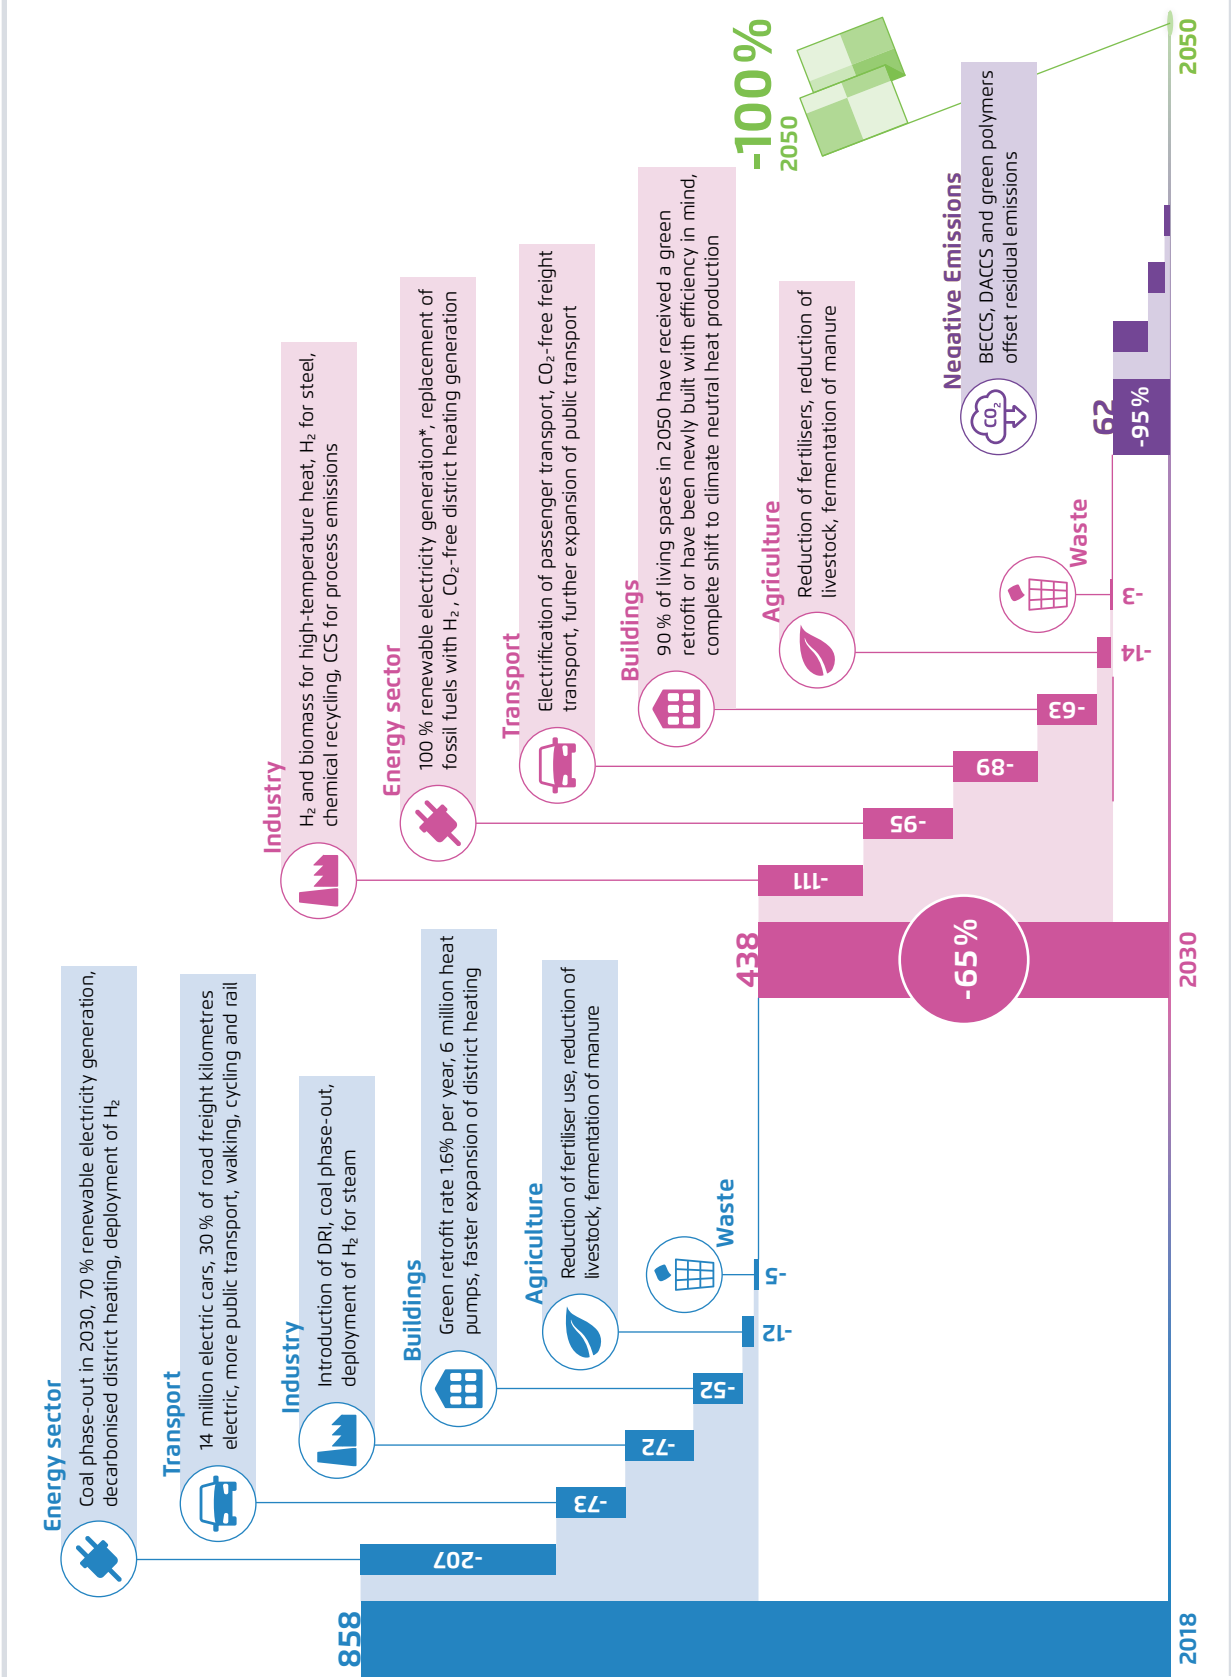 858
2018
Energy sector
Coal phase-out in 2030, 70 % renewable electricity generation,
decarbonised district heating, deployment of H₂
-207
Transport
14 million electric cars, 30 % of road freight kilometres
electric, more public transport, walking, cycling and rail
-73
Industry
Introduction of DRI, coal phase-out,
deployment of H₂ for steam
-72
Buildings
Green retrofit rate 1.6% per year, 6 million heat
pumps, faster expansion of district heating
-52
Agriculture
Reduction of fertiliser use, reduction of
livestock, fermentation of manure
-12
Waste
-5
438
-65 %
2030
Industry
H₂ and biomass for high-temperature heat, H₂ for steel,
chemical recycling, CCS for process emissions
-111
Energy sector
100 % renewable electricity generation*, replacement of
fossil fuels with H₂ , CO₂-free district heating generation
-95
Transport
Electrification of passenger transport, CO₂-free freight
transport, further expansion of public transport
-89
Buildings
90 % of living spaces in 2050 have received a green
retrofit or have been newly built with efficiency in mind,
complete shift to climate neutral heat production
-63
Agriculture
Reduction of fertilisers, reduction of
livestock, fermentation of manure
-14
Waste
-3
62
-95 %
Negative Emissions
CO₂
BECCS, DACCS and green polymers
offset residual emissions
-100 %
2050
2050